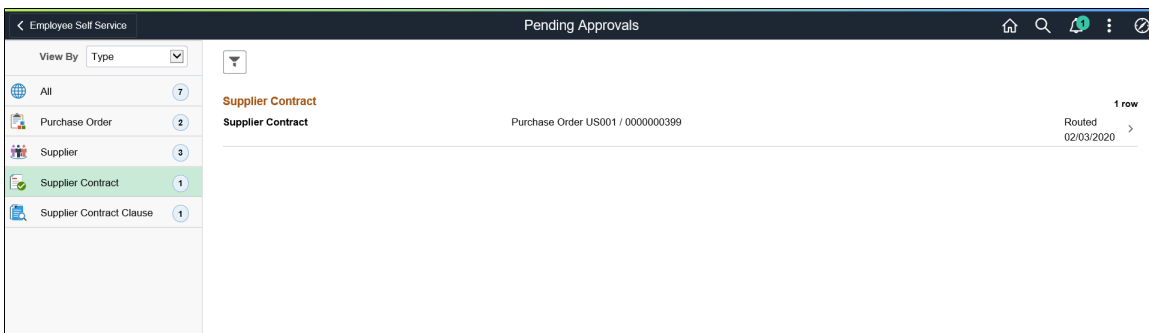 Employee Self Service
Pending Approvals
1
View By Type
All 7
Purchase Order 2
Supplier 3
Supplier Contract 1
Supplier Contract Clause 1
Supplier Contract
1 row
Supplier Contract Purchase Order US001 / 0000000399 Routed
02/03/2020